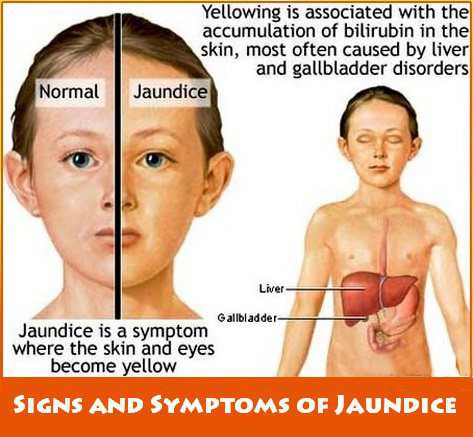 Yellowing is associated with the
accumulation of bilirubin in the
skin, most often caused by liver
and gallbladder disorders
Normal
Jaundice
Liver
Gallbladder
Jaundice is a symptom
where the skin and eyes
become yellow
Signs and Symptoms of Jaundice